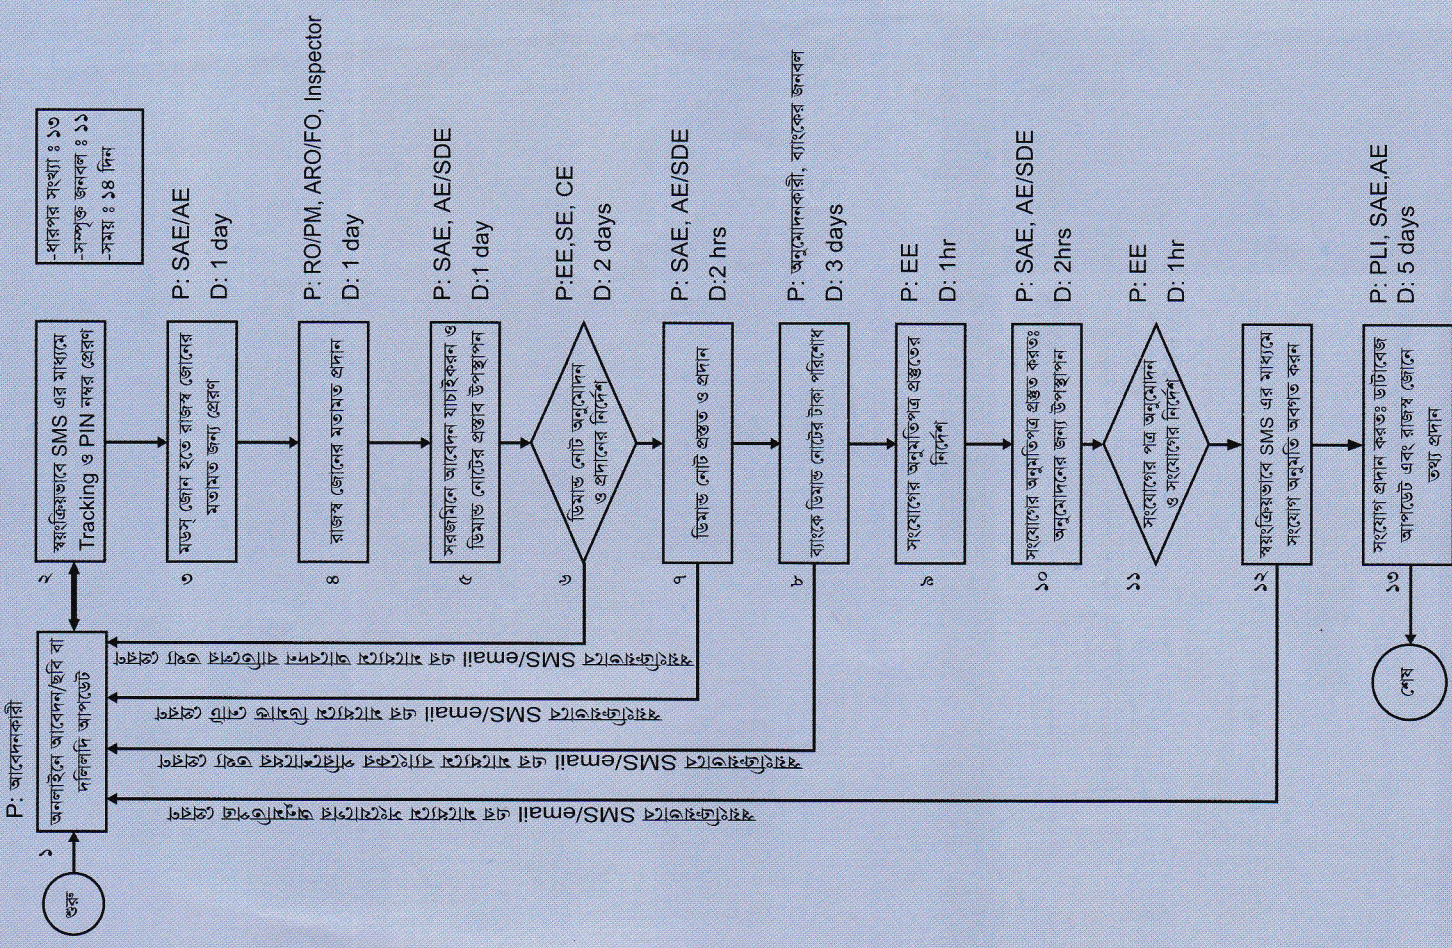 -ধারপর সংখ্যা ঃ ১৩
-সম্পৃক্ত জনবল ঃ ১১
-সময় ঃ ১৪ দিন
শুরু
১
P: আবেদনকারী
অনলাইনে আবেদন/ছবি বা
দলিলদি আপডেট
২
স্বয়ংক্রিয়ভাবে SMS এর মাধ্যমে
Tracking ও PIN নম্বর প্রেরণ
৩
মডস্ জোন হতে রাজস্ব জোনের
মতামত জন্য প্রেরণ
P: SAE/AE
D: 1 day
৪
রাজস্ব জোনের মতামত প্রদান
P: RO/PM, ARO/FO, Inspector
D: 1 day
৫
সরজমিনে আবেদন যাচাইকরন ও
ডিমান্ড নোটের প্রস্তাব উপস্থাপন
P: SAE, AE/SDE
D:1 day
৬
ডিমান্ড নোট অনুমোদন
ও প্রদানের নির্দেশ
P:EE,SE, CE
D: 2 days
৭
ডিমান্ড নোট প্রস্তত ও প্রদান
P: SAE, AE/SDE
D:2 hrs
৮
ব্যাংকে ডিমান্ড নোটের টাকা পরিশোধ
P: অনুমোদনকারী, ব্যাংকের জনবল
D: 3 days
৯
সংযোগের অনুমতিপত্র প্রস্তুতের
নির্দেশ
P: EE
D: 1hr
১০
সংযোগের অনুমতিপত্র প্রস্তুত করতঃ
অনুমোদনের জন্য উপস্থাপন
P: SAE, AE/SDE
D: 2hrs
১১
সংযোগের পত্র অনুমোদন
ও সংযোগের নির্দেশ
P: EE
D: 1hr
১২
স্বয়ংক্রিয়ভাবে SMS এর মাধ্যমে
সংযোগ অনুমতি অবগত করন
১৩
সংযোগ প্রদান করতঃ ডাটাবেজ
আপডেট এবং রাজস্ব জোনে
তথ্য প্রদান
P: PLI, SAE,AE
D: 5 days
শেষ
স্বয়ংক্রিয়ভাবে SMS/email এর মাধ্যমে আবেদন বাতিলের তথ্য প্রেরণ
স্বয়ংক্রিয়ভাবে SMS/email এর মাধ্যমে ডিমান্ড নোট প্রেরণ
স্বয়ংক্রিয়ভাবে SMS/email এর মাধ্যমে ব্যাংকের পরিশোধের তথ্য প্রেরণ
স্বয়ংক্রিয়ভাবে SMS/email এর মাধ্যমে সংযোগের অনুমতিপত্র প্রেরণ